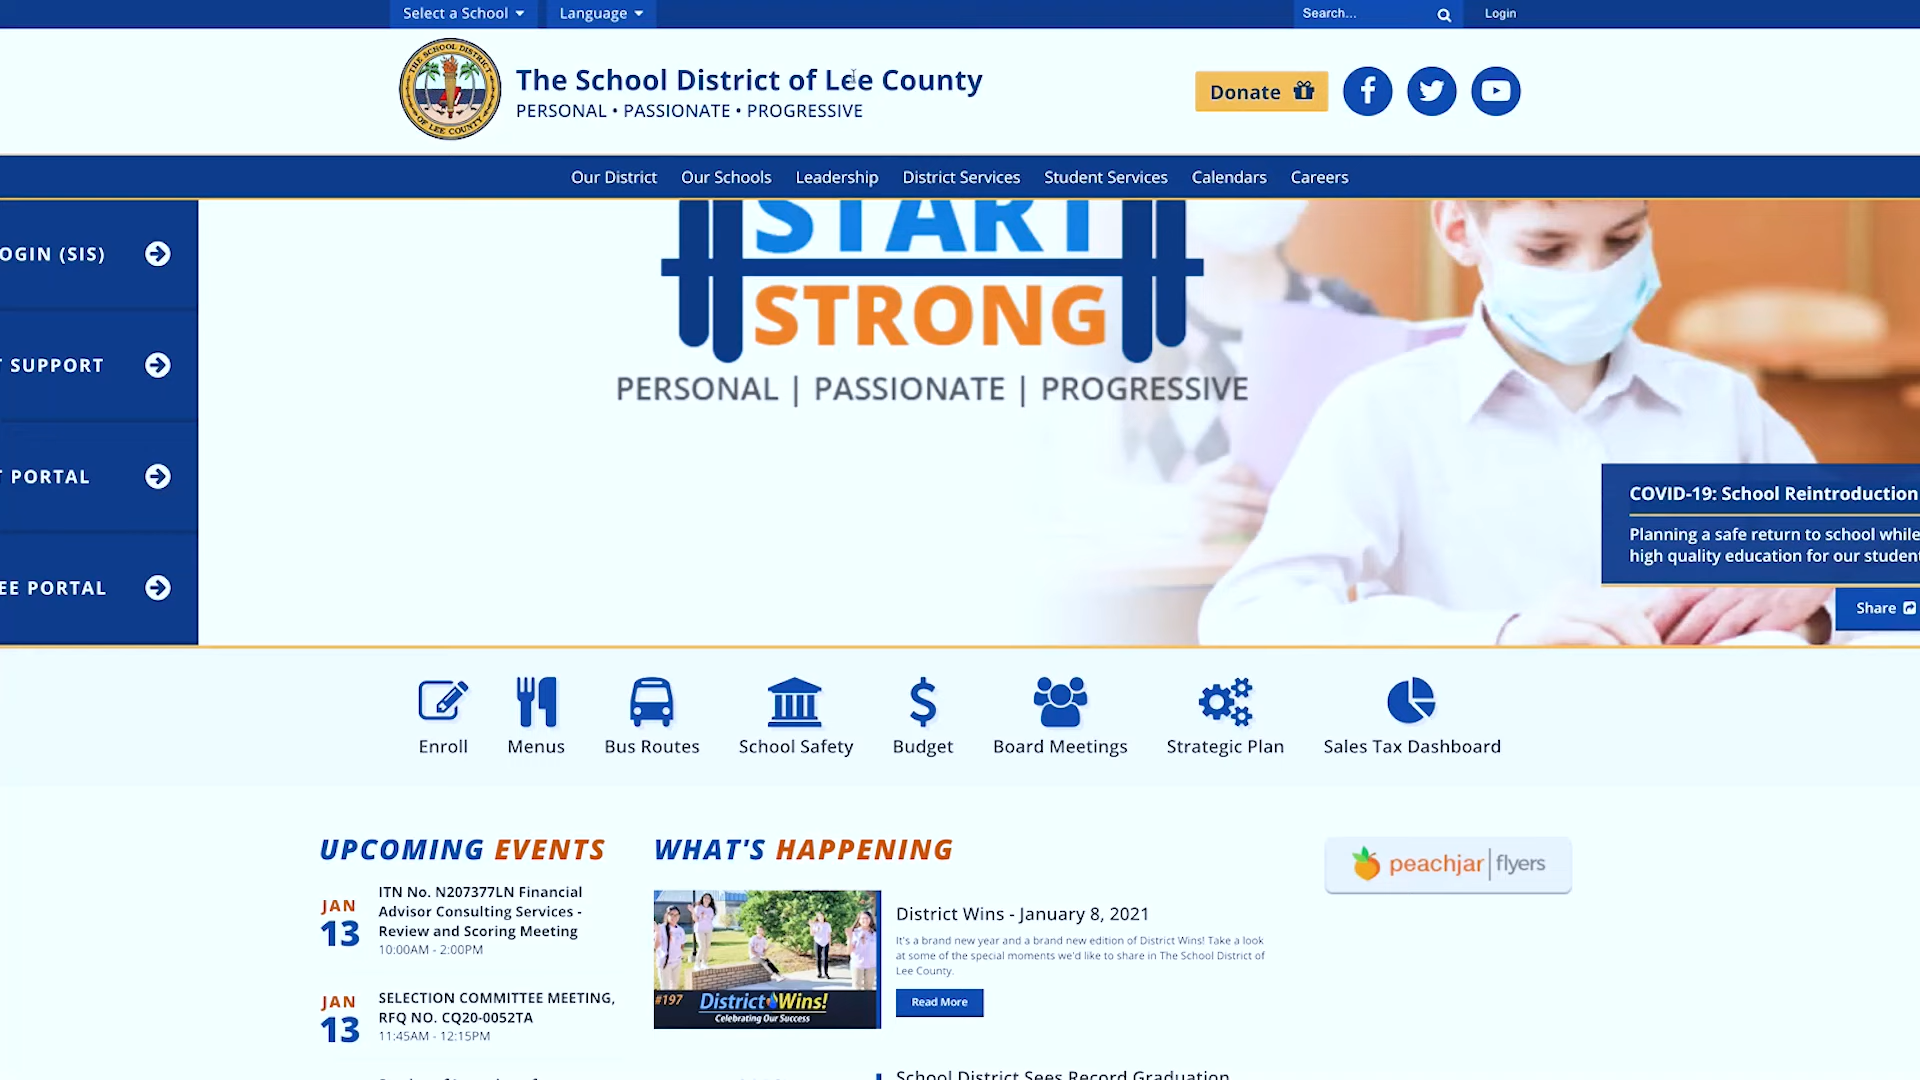 Select a School
Language
Search...
Login
THE SCHOOL DISTRICT
OF LEE COUNTY
The School District of Lee County
PERSONAL • PASSIONATE • PROGRESSIVE
Donate
Our District
Our Schools
Leadership
District Services
Student Services
Calendars
Careers
OGIN (SIS)
SUPPORT
PORTAL
EE PORTAL
START
STRONG
PERSONAL | PASSIONATE | PROGRESSIVE
COVID-19: School Reintroduction
Planning a safe return to school while
high quality education for our student
Share
Enroll
Menus
Bus Routes
School Safety
Budget
Board Meetings
Strategic Plan
Sales Tax Dashboard
UPCOMING EVENTS
JAN
13
ITN No. N207377LN Financial
Advisor Consulting Services -
Review and Scoring Meeting
10:00AM - 2:00PM
JAN
13
SELECTION COMMITTEE MEETING,
RFQ NO. CQ20-0052TA
11:45AM - 12:15PM
WHAT'S HAPPENING
#197 District Wins!
Celebrating Our Success
District Wins - January 8, 2021
It's a brand new year and a brand new edition of District Wins! Take a look
at some of the special moments we'd like to share in The School District of
Lee County.
Read More
School District Sees Record Graduation
peachjar | flyers